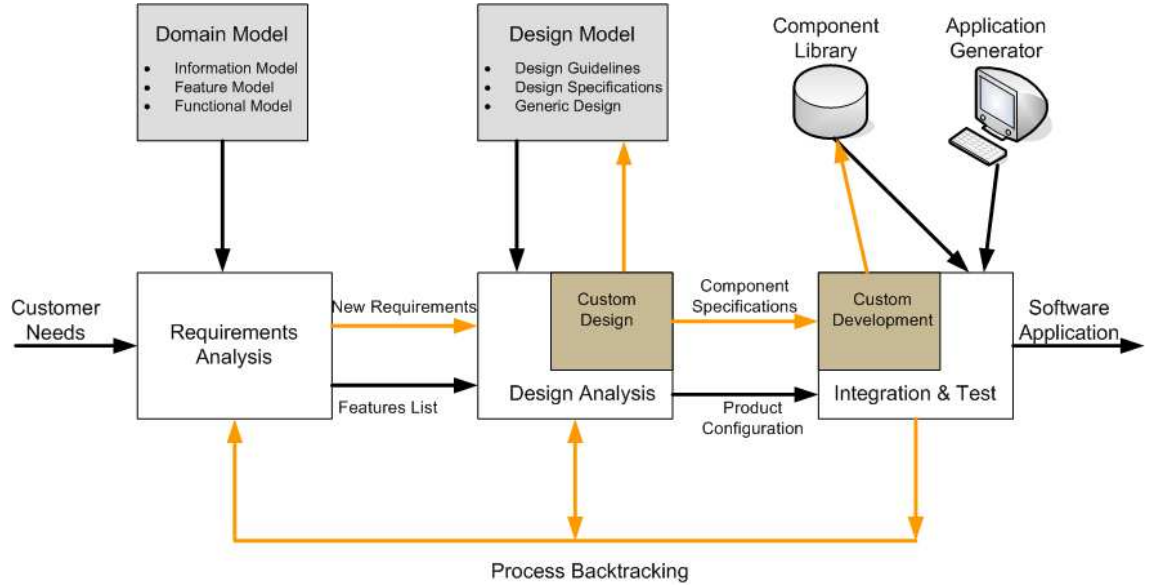 Domain Model
• Information Model
• Feature Model
• Functional Model
Design Model
• Design Guidelines
• Design Specifications
• Generic Design
Component
Library
Application
Generator
Customer
Needs
Requirements
Analysis
New Requirements
Features List
Custom
Design
Design Analysis
Component
Specifications
Product
Configuration
Custom
Development
Integration & Test
Software
Application
Process Backtracking